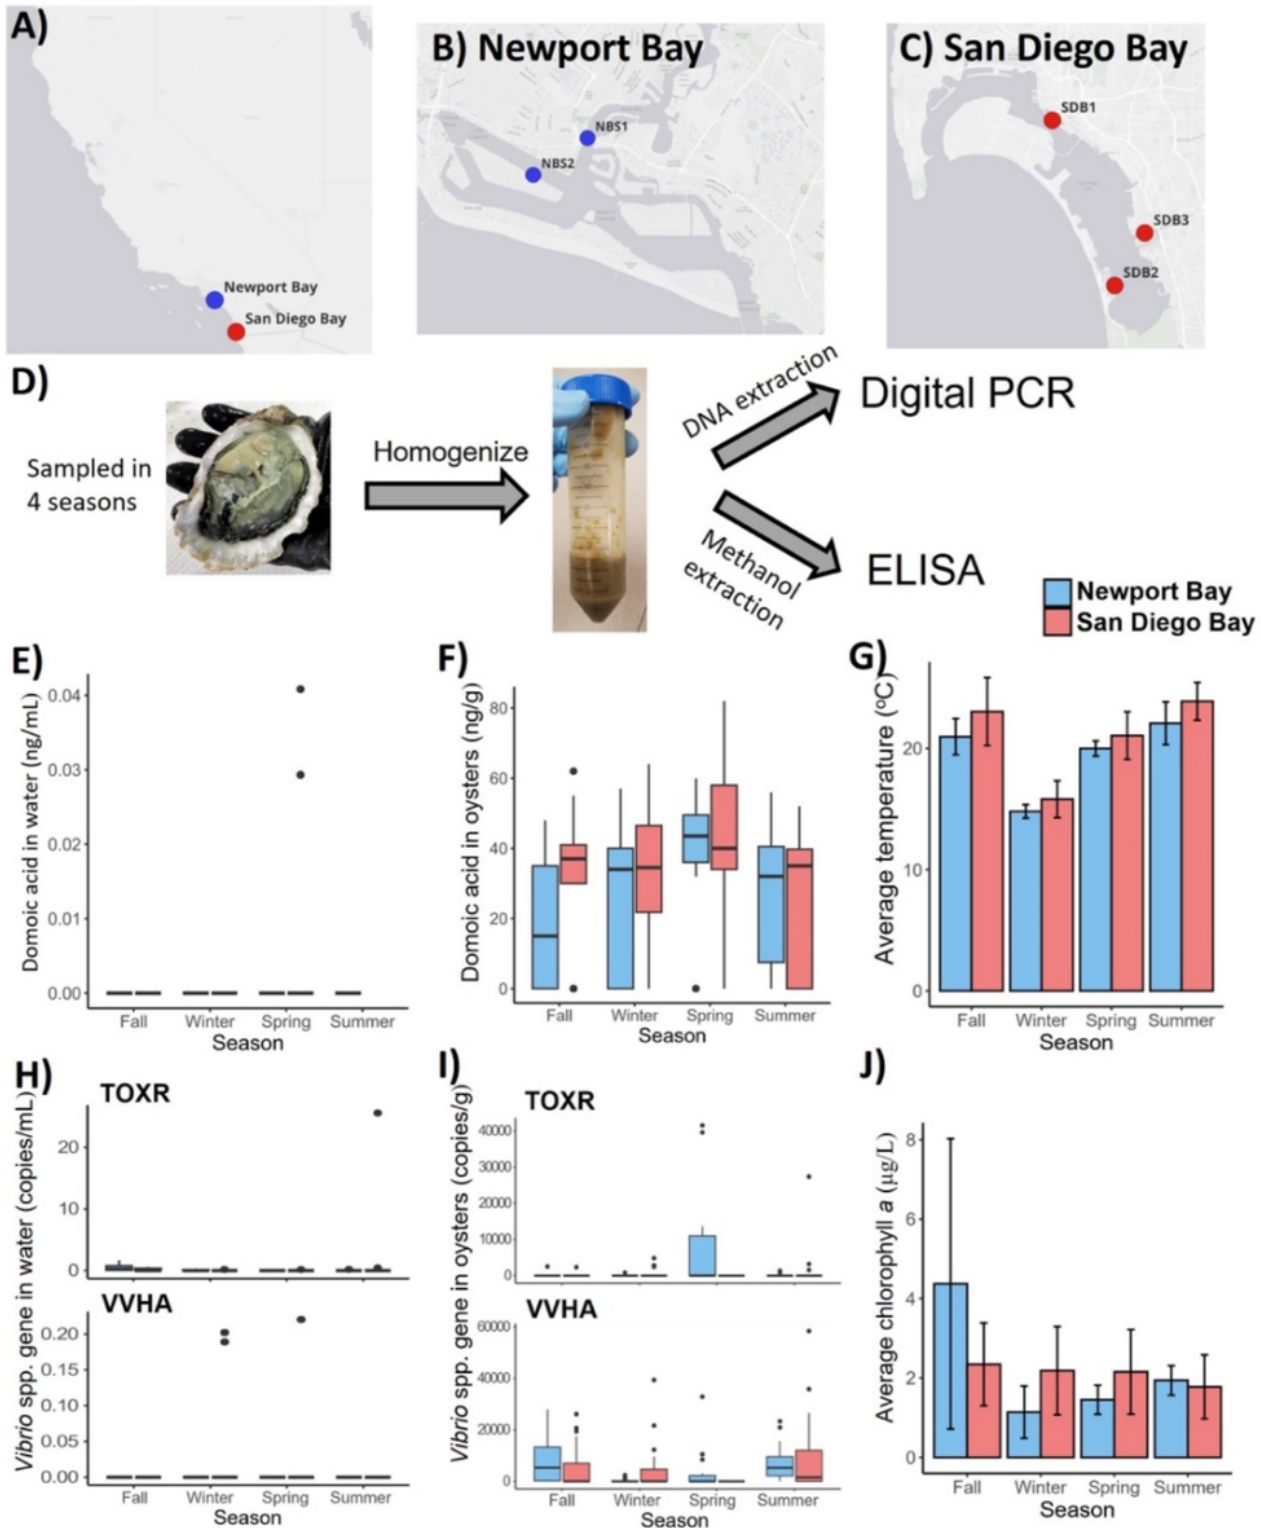 A)
B) Newport Bay
C) San Diego Bay
NBS1
NBS2
SDB1
SDB3
SDB2
Newport Bay
San Diego Bay
D)
Sampled in
4 seasons
Homogenize
DNA extraction
Digital PCR
Methanol
extraction
ELISA
Newport Bay
San Diego Bay
E)
Domoic acid in water (ng/mL)
0.04
0.03
0.02
0.01
0.00
Fall Winter Spring Summer
Season
F)
Domoic acid in oysters (ng/g)
80
60
40
20
0
Fall Winter Spring Summer
Season
G)
Average temperature (ºC)
20
10
0
Fall Winter Spring Summer
Season
H)
Vibrio spp. gene in water (copies/mL)
TOXR
20
10
0
VVHA
0.20
0.15
0.10
0.05
0.00
Fall Winter Spring Summer
Season
I)
Vibrio spp. gene in oysters (copies/g)
TOXR
40000
30000
20000
10000
0
VVHA
60000
40000
20000
0
Fall Winter Spring Summer
Season
J)
Average chlorophyll a (µg/L)
8
6
4
2
0
Fall Winter Spring Summer
Season